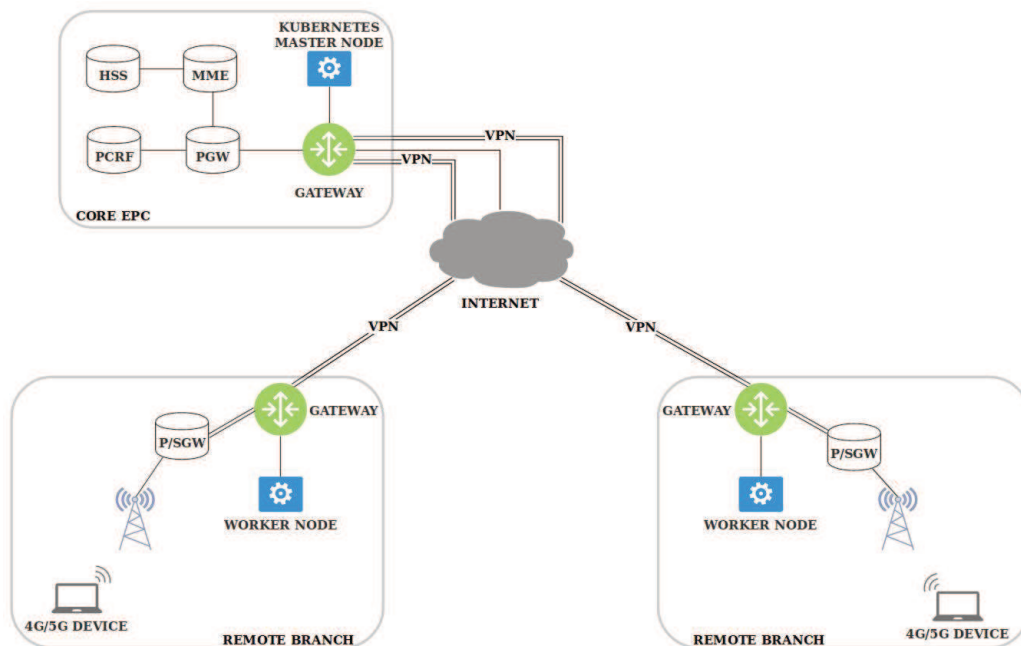 KUBERNETES
MASTER NODE
HSS
MME
PCRF
PGW
GATEWAY
CORE EPC
VPN
VPN
INTERNET
VPN
VPN
GATEWAY
P/SGW
WORKER NODE
4G/5G DEVICE
REMOTE BRANCH
GATEWAY
P/SGW
WORKER NODE
4G/5G DEVICE
REMOTE BRANCH